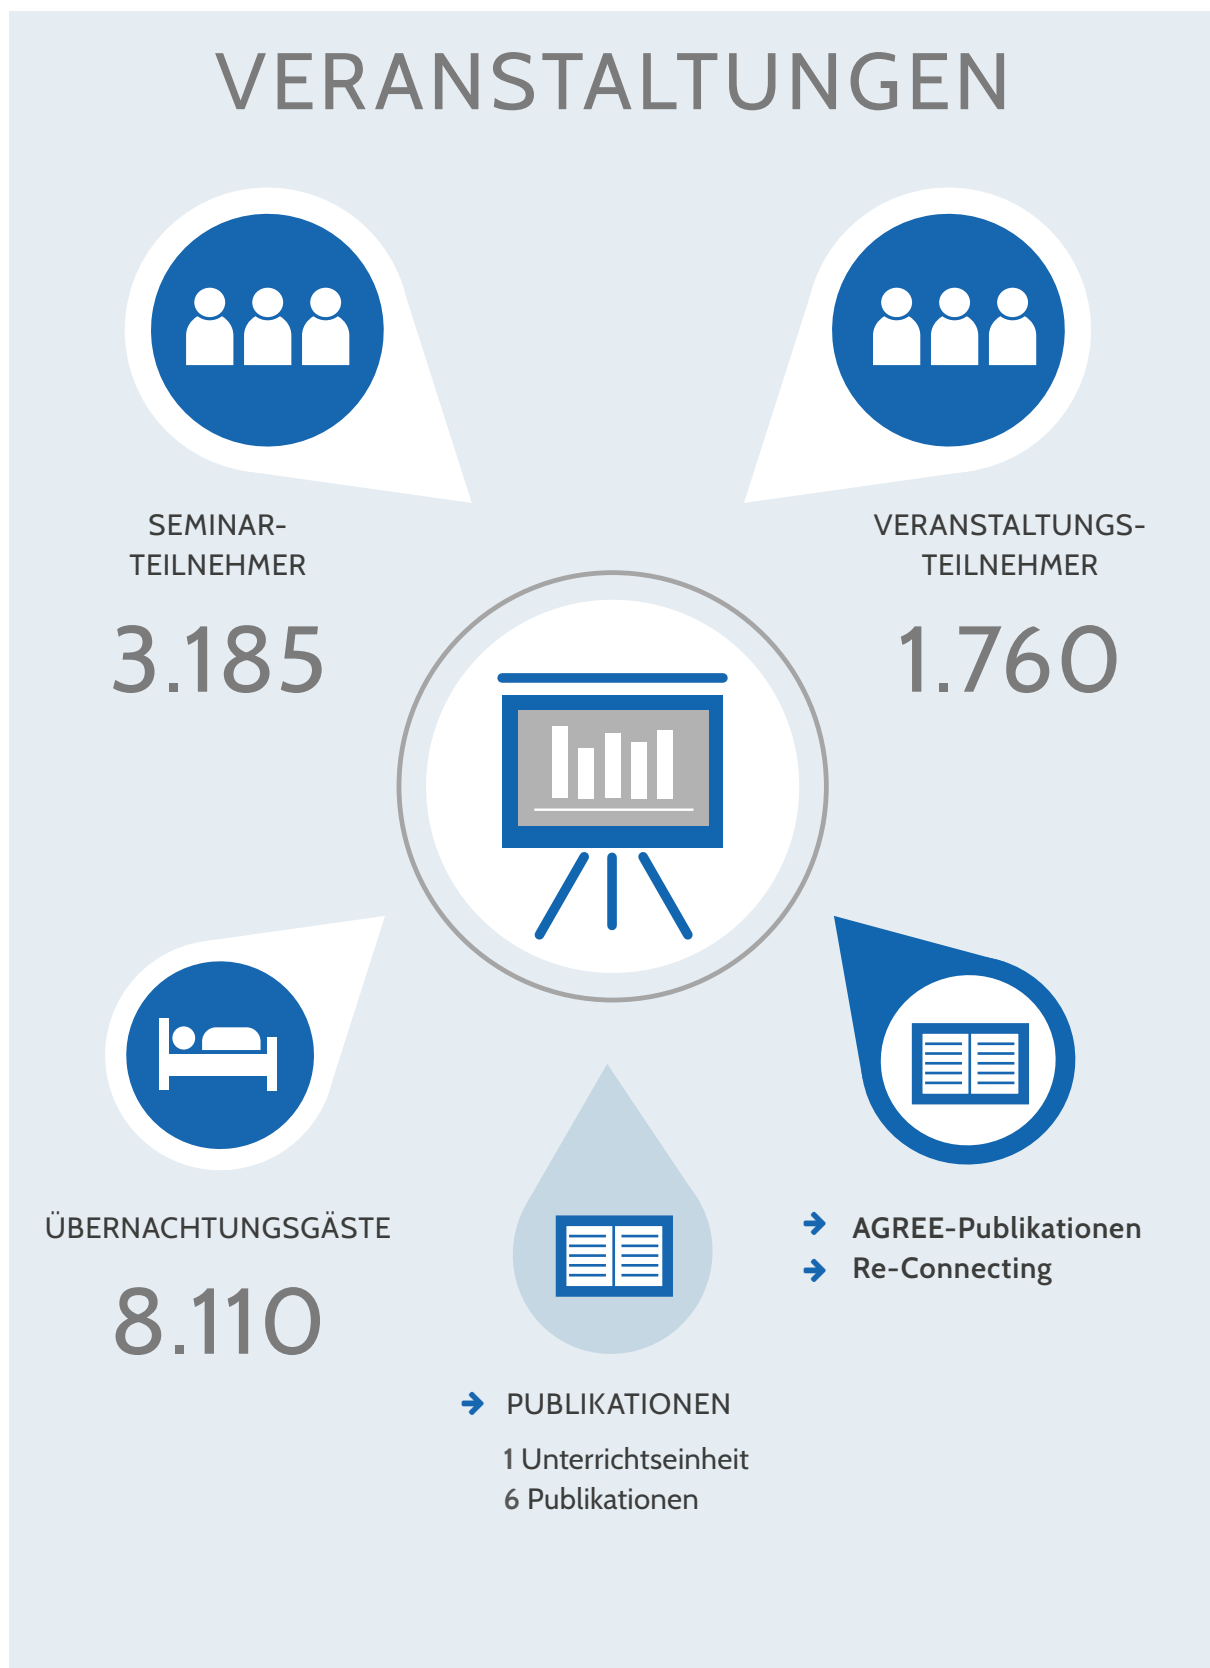 VERANSTALTUNGEN
SEMINAR-
TEILNEHMER
3.185
VERANSTALTUNGS-
TEILNEHMER
1.760
ÜBERNACHTUNGSGÄSTE
8.110
PUBLIKATIONEN
1 Unterrichtseinheit
6 Publikationen
AGREE-Publikationen
Re-Connecting